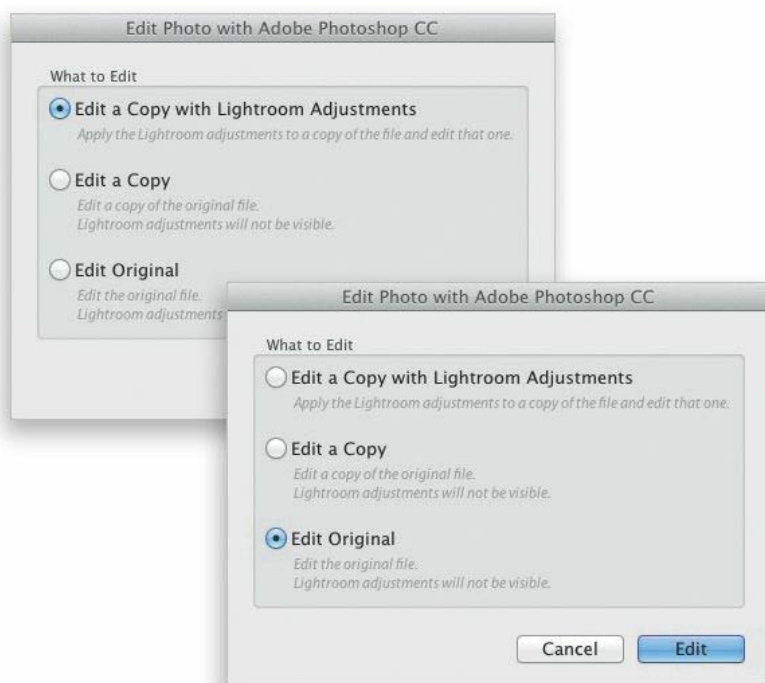 Edit Photo with Adobe Photoshop CC
What to Edit
Edit a Copy with Lightroom Adjustments
Apply the Lightroom adjustments to a copy of the file and edit that one.
Edit a Copy
Edit a copy of the original file.
Lightroom adjustments will not be visible.
Edit Original
Edit the original file.
Lightroom adjustments
Edit Photo with Adobe Photoshop CC
What to Edit
Edit a Copy with Lightroom Adjustments
Apply the Lightroom adjustments to a copy of the file and edit that one.
Edit a Copy
Edit a copy of the original file.
Lightroom adjustments will not be visible.
Edit Original
Edit the original file.
Lightroom adjustments will not be visible.
Cancel
Edit